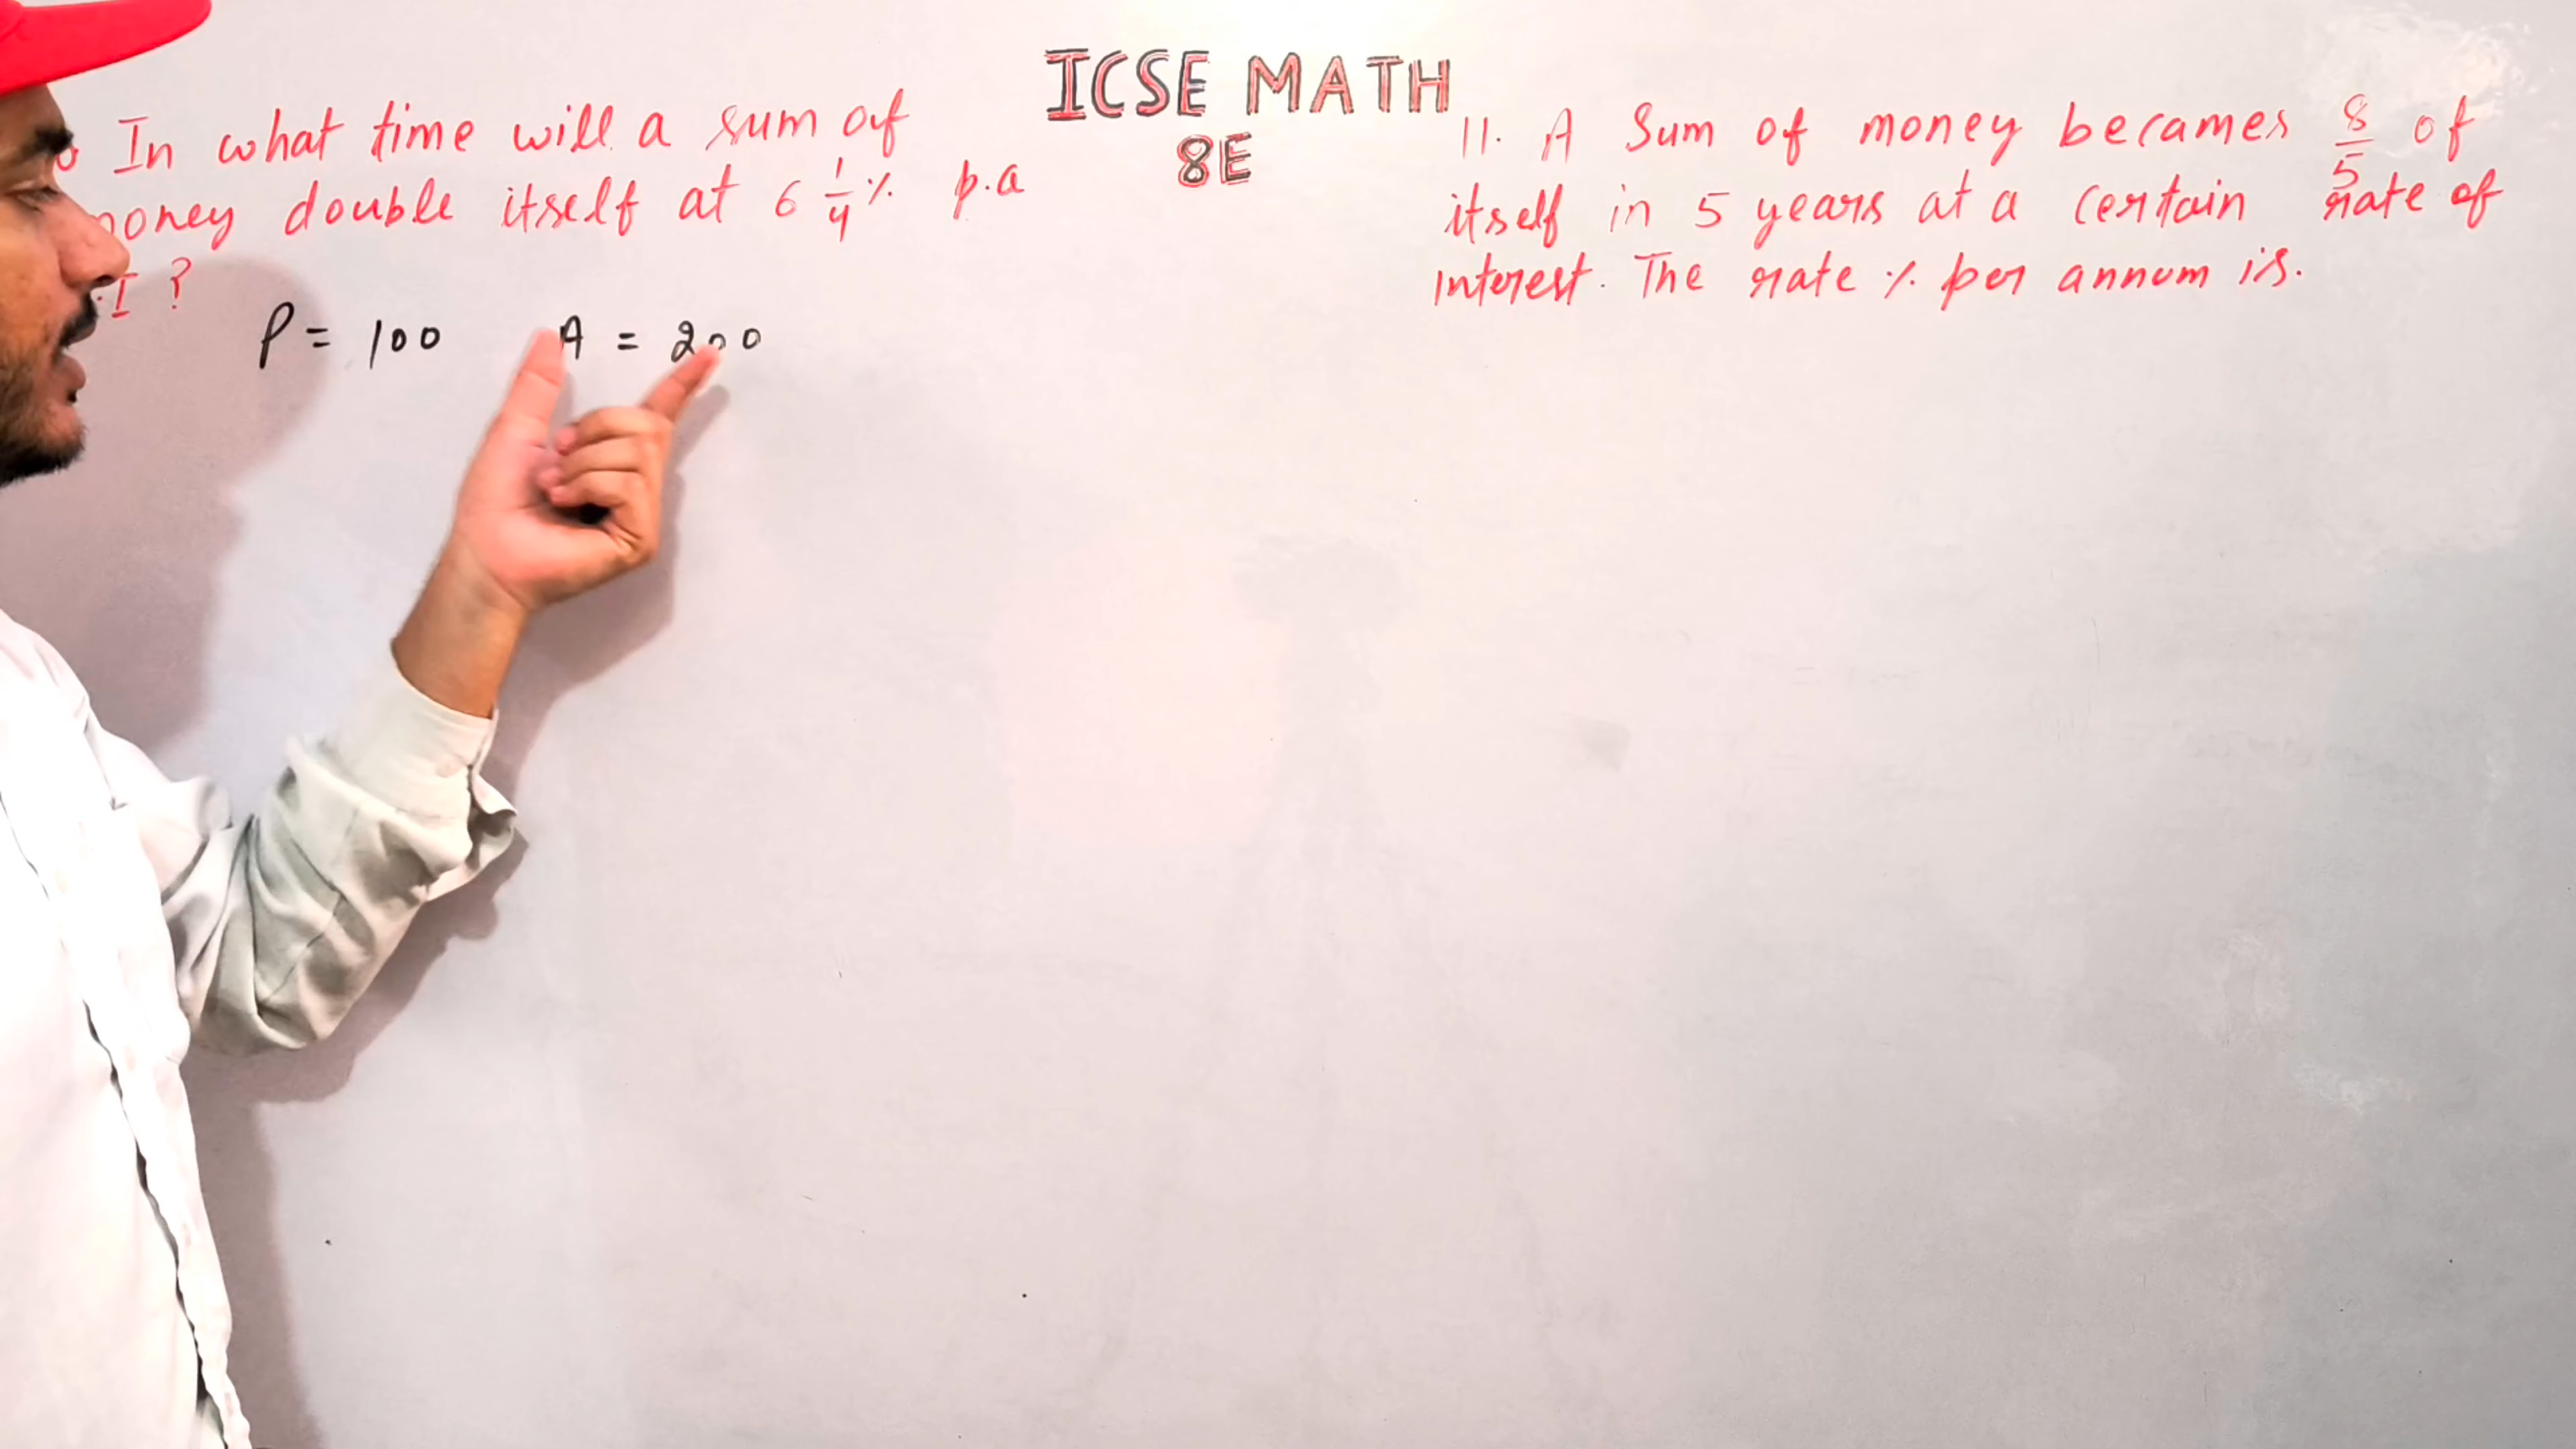 ICSE MATH
8E
In what time will a sum of
money double itself at 6 1/4 % p.a
.I ?
P = 100 A = 200
11. A Sum of money becames 8/5 of
itself in 5 years at a certain rate of
interest. The rate % per annum is.